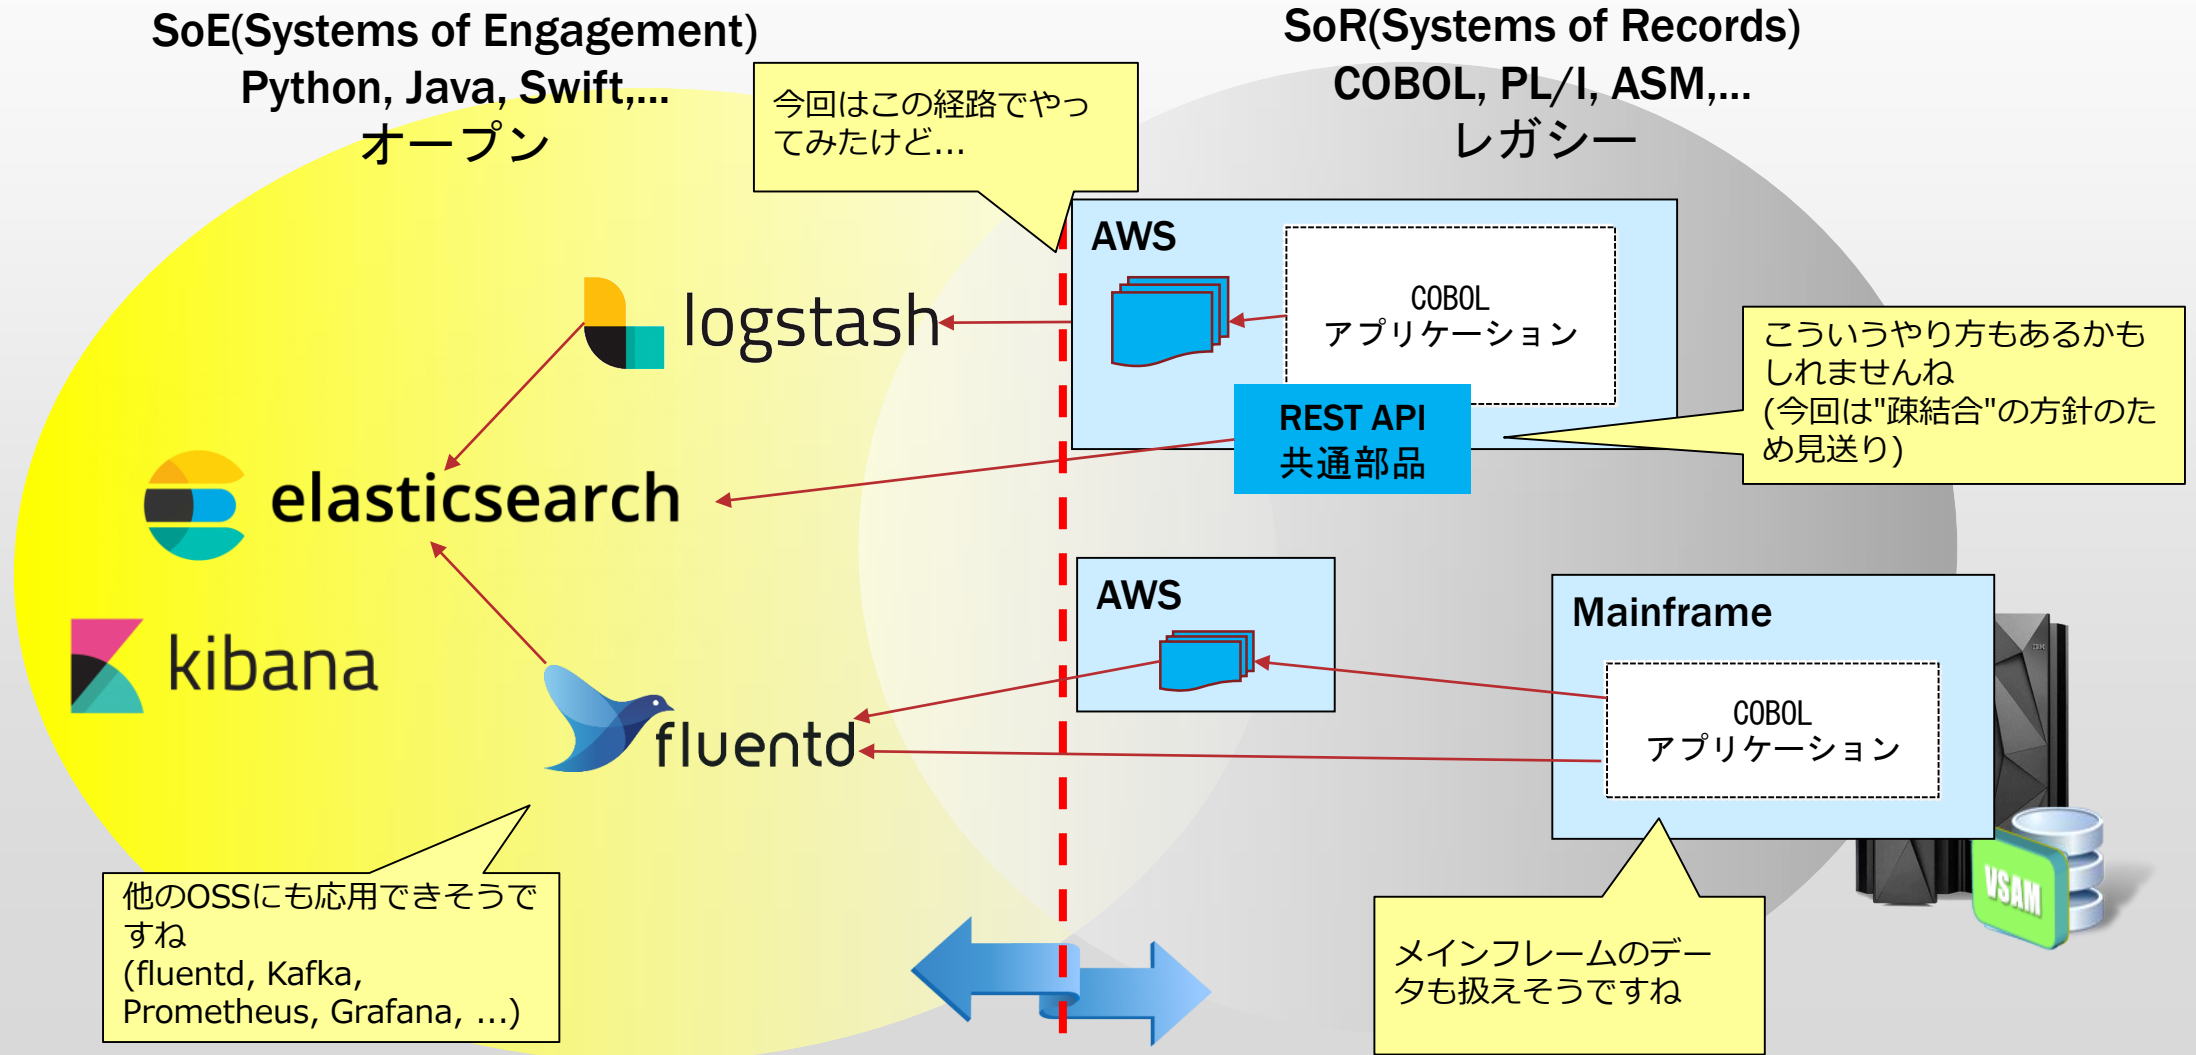 SoE(Systems of Engagement)
Python, Java, Swift,...
オープン
SoR(Systems of Records)
COBOL, PL/I, ASM,...
レガシー
今回はこの経路でやっ
てみたけど...
AWS
COBOL
アプリケーション
logstash
こういうやり方もあるかも
しれませんね
(今回は"疎結合"の方針のた
め見送り)
REST API
共通部品
elasticsearch
AWS
Mainframe
COBOL
アプリケーション
kibana
fluentd
VSAM
他のOSSにも応用できそうで
すね
(fluentd, Kafka,
Prometheus, Grafana, ...)
メインフレームのデー
タも扱えそうですね